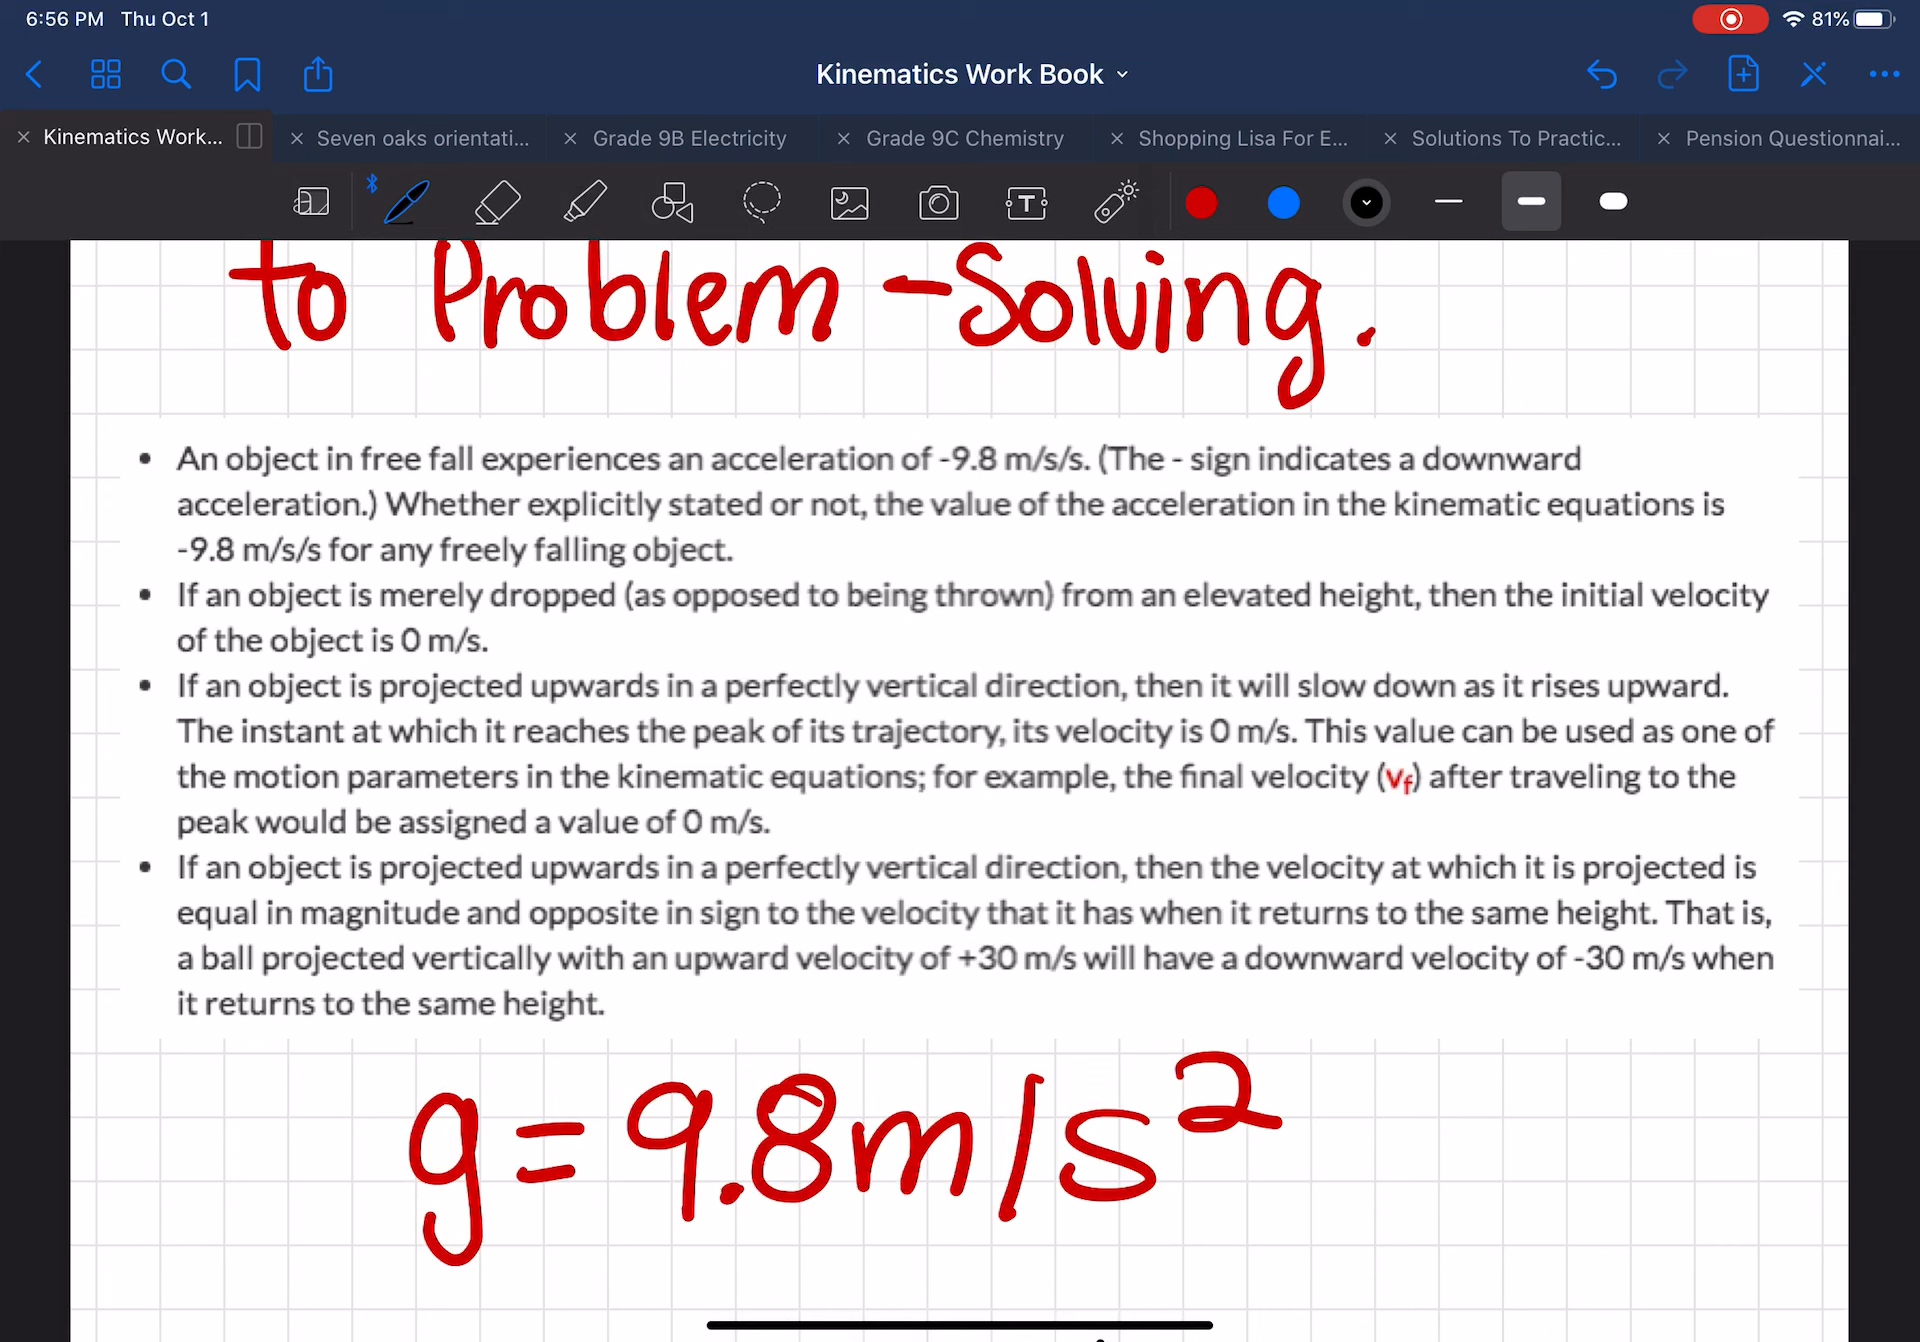 6:56 PM Thu Oct 1
81%
Kinematics Work Book
Kinematics Work...
Seven oaks orientati...
Grade 9B Electricity
Grade 9C Chemistry
Shopping Lisa For E...
Solutions To Practic...
Pension Questionnai...
to Problem-Solving.
• An object in free fall experiences an acceleration of -9.8 m/s/s. (The - sign indicates a downward
acceleration.) Whether explicitly stated or not, the value of the acceleration in the kinematic equations is
-9.8 m/s/s for any freely falling object.
• If an object is merely dropped (as opposed to being thrown) from an elevated height, then the initial velocity
of the object is 0 m/s.
• If an object is projected upwards in a perfectly vertical direction, then it will slow down as it rises upward.
The instant at which it reaches the peak of its trajectory, its velocity is 0 m/s. This value can be used as one of
the motion parameters in the kinematic equations; for example, the final velocity (vf) after traveling to the
peak would be assigned a value of 0 m/s.
• If an object is projected upwards in a perfectly vertical direction, then the velocity at which it is projected is
equal in magnitude and opposite in sign to the velocity that it has when it returns to the same height. That is,
a ball projected vertically with an upward velocity of +30 m/s will have a downward velocity of -30 m/s when
it returns to the same height.
g = 9.8m/s²